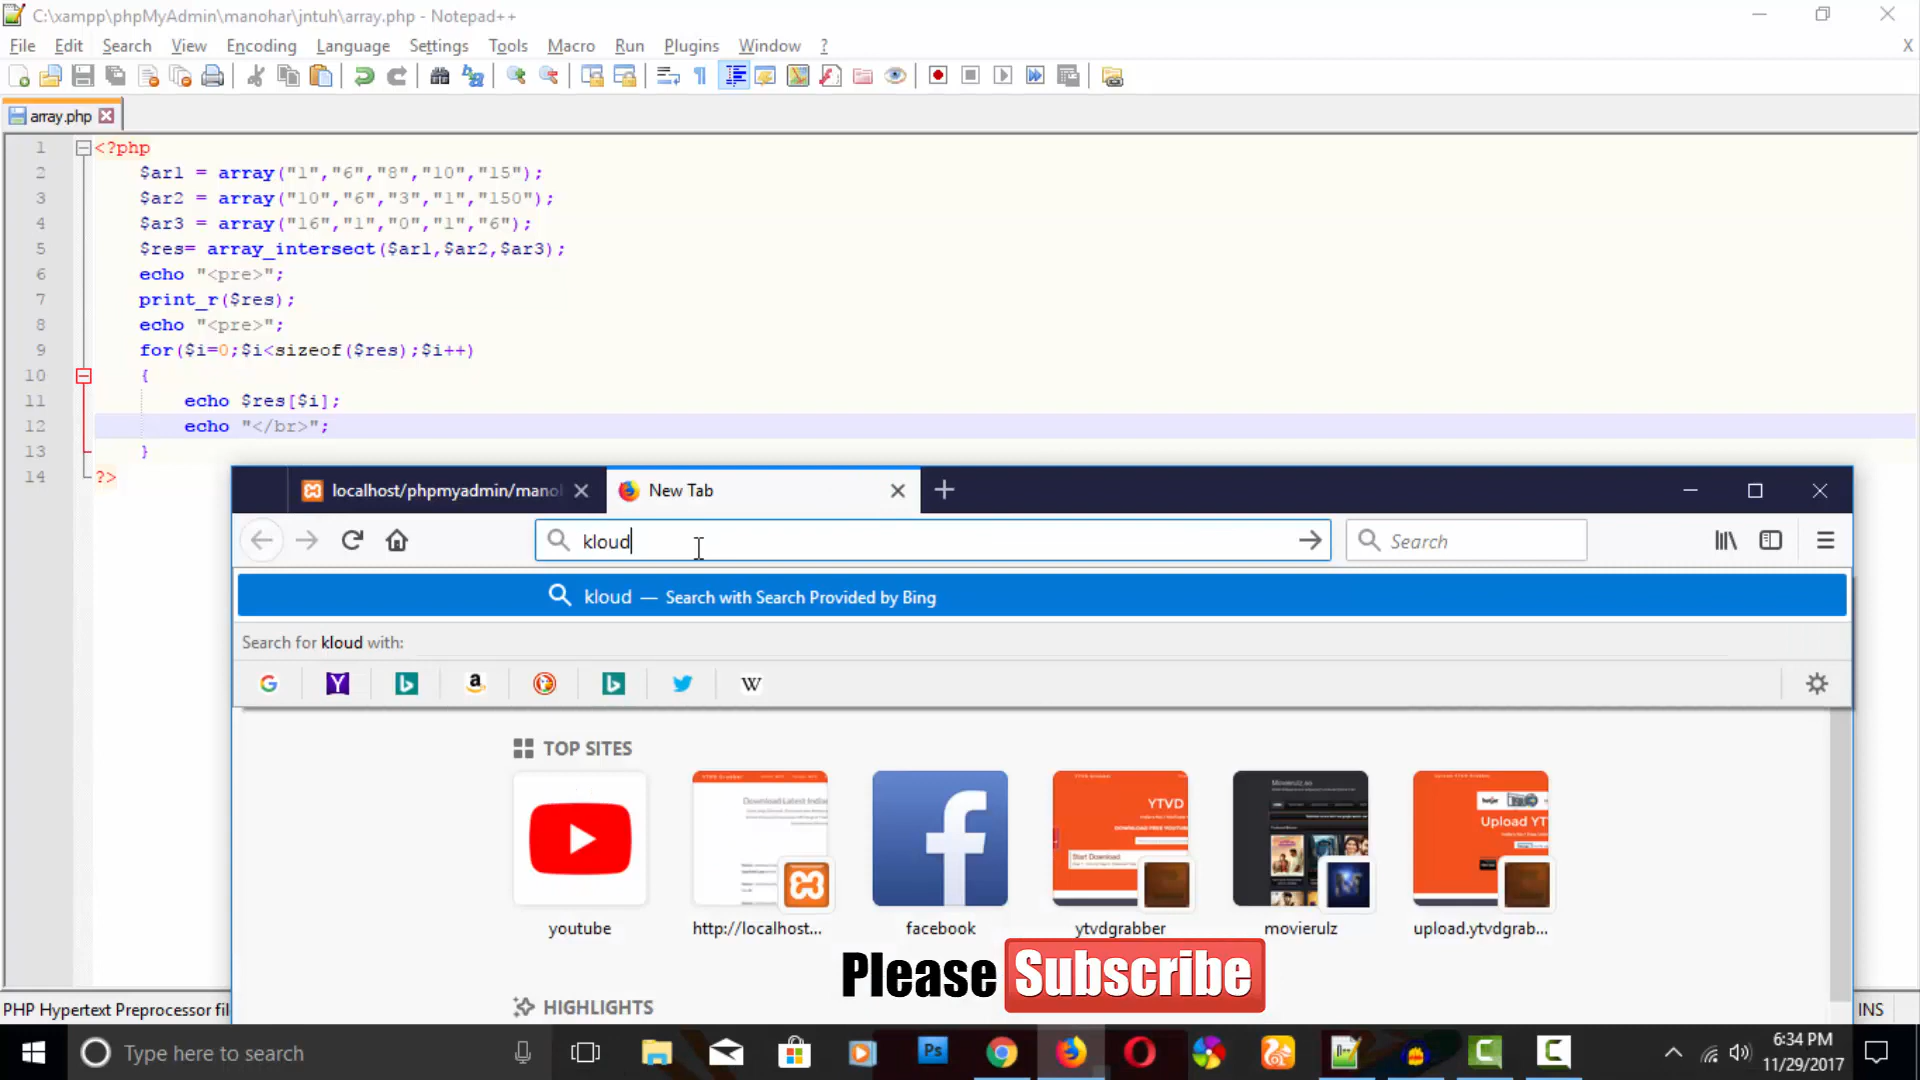 C:\xampp\phpMyAdmin\manohar\jntuh\array.php - Notepad++
File Edit Search View Encoding Language Settings Tools Macro Run Plugins Window ? X
array.php
1 <?php
2 $ar1 = array("1","6","8","10","15");
3 $ar2 = array("10","6","3","1","150");
4 $ar3 = array("16","1","0","1","6");
5 $res= array_intersect($ar1,$ar2,$ar3);
6 echo "<pre>";
7 print_r($res);
8 echo "<pre>";
9 for($i=0;$i<sizeof($res);$i++)
10 {
11 echo $res[$i];
12 echo "</br>";
13 }
14 ?>
localhost/phpmyadmin/mano New Tab
kloud Search
kloud — Search with Search Provided by Bing
Search for kloud with:
TOP SITES
youtube http://localhost... facebook ytvdgrabber movierulz upload.ytvdgrab...
Please Subscribe
HIGHLIGHTS
PHP Hypertext Preprocessor fil INS
Type here to search
6:34 PM
11/29/2017